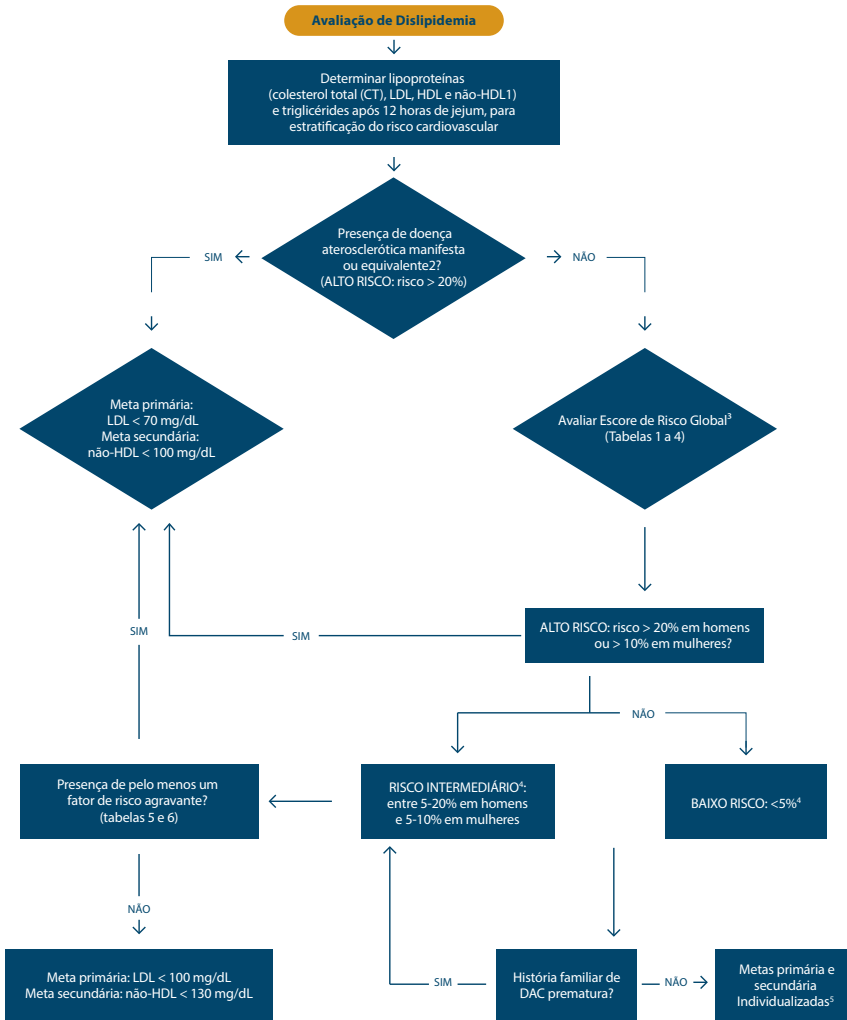 Avaliação de Dislipidemia
Determinar lipoproteínas
(colesterol total (CT), LDL, HDL e não-HDL1)
e triglicérides após 12 horas de jejum, para
estratificação do risco cardiovascular
Presença de doença
aterosclerótica manifesta
ou equivalente2?
(ALTO RISCO: risco > 20%)
SIM
NÃO
Meta primária:
LDL < 70 mg/dL
Meta secundária:
não-HDL < 100 mg/dL
Avaliar Escore de Risco Global³
(Tabelas 1 a 4)
ALTO RISCO: risco > 20% em homens
ou > 10% em mulheres?
SIM
SIM
NÃO
Presença de pelo menos um
fator de risco agravante?
(tabelas 5 e 6)
RISCO INTERMEDIÁRIO⁴:
entre 5-20% em homens
e 5-10% em mulheres
BAIXO RISCO: <5%⁴
NÃO
Meta primária: LDL < 100 mg/dL
Meta secundária: não-HDL < 130 mg/dL
SIM
História familiar de
DAC prematura?
NÃO
Metas primária e
secundária
Individualizadas⁵